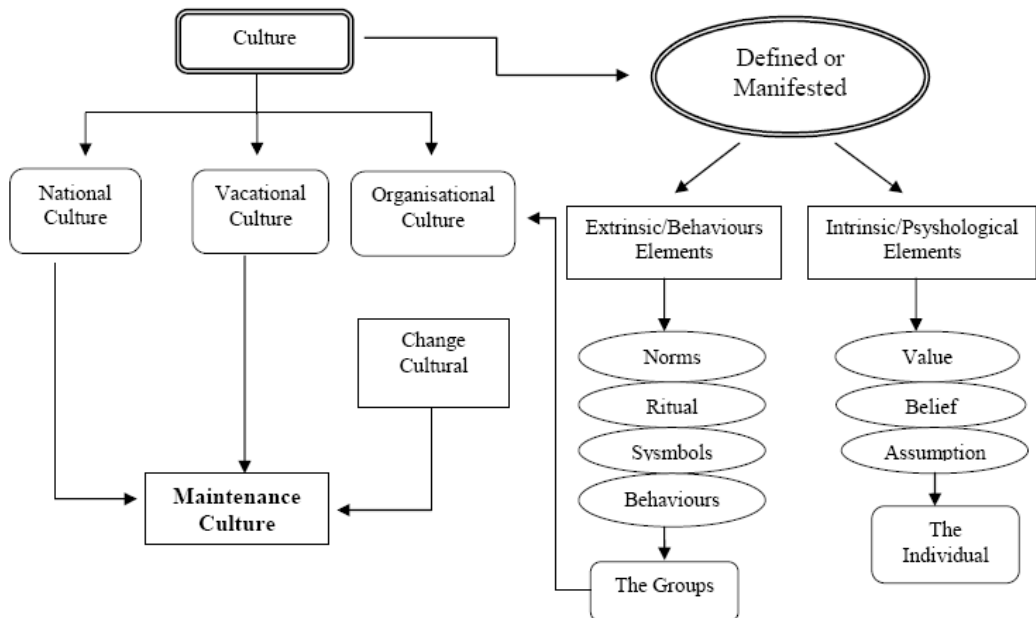 Culture
Defined or
Manifested
National
Culture
Vacational
Culture
Organisational
Culture
Extrinsic/Behaviours
Elements
Intrinsic/Psyshological
Elements
Change
Cultural
Norms
Ritual
Sysmbols
Behaviours
Value
Belief
Assumption
Maintenance
Culture
The Groups
The
Individual